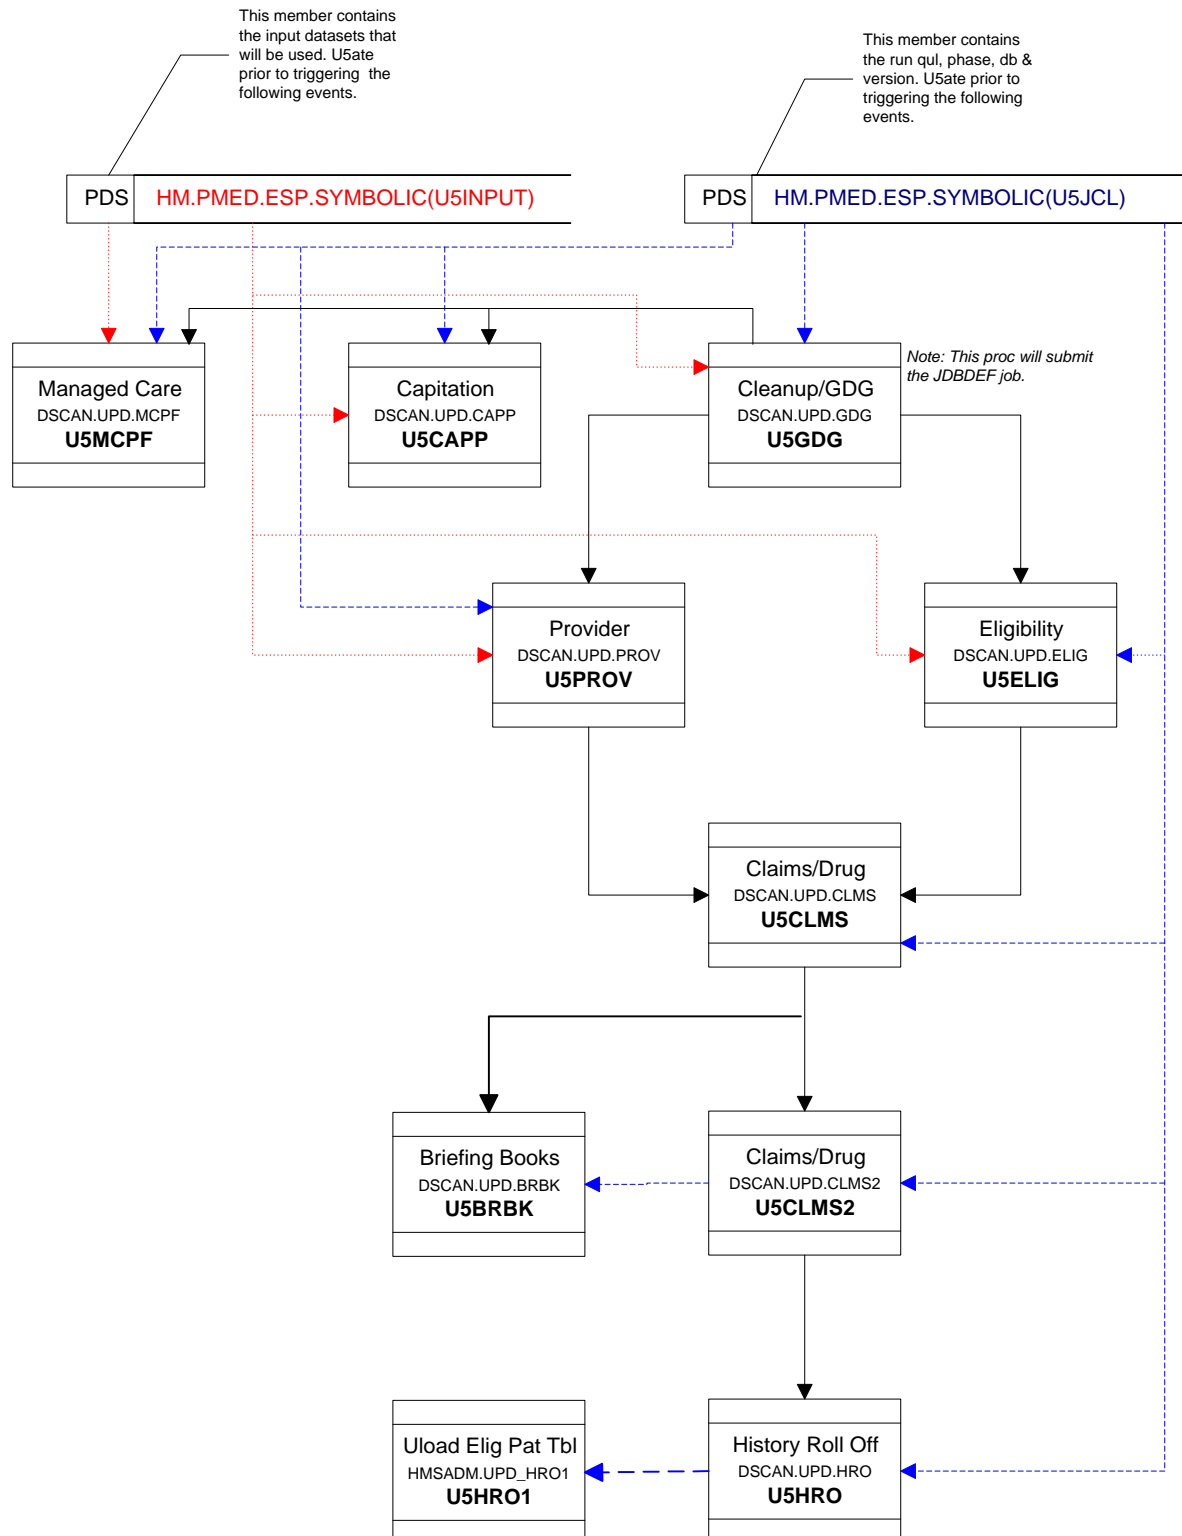 This member contains
the input datasets that
will be used. U5ate
prior to triggering the
following events.
This member contains
the run qul, phase, db &
version. U5ate prior to
triggering the following
events.
PDS HM.PMED.ESP.SYMBOLIC(U5INPUT)
PDS HM.PMED.ESP.SYMBOLIC(U5JCL)
Managed Care
DSCAN.UPD.MCPF
U5MCPF
Capitation
DSCAN.UPD.CAPP
U5CAPP
Cleanup/GDG
DSCAN.UPD.GDG
U5GDG
Note: This proc will submit
the JDBDEF job.
Provider
DSCAN.UPD.PROV
U5PROV
Eligibility
DSCAN.UPD.ELIG
U5ELIG
Claims/Drug
DSCAN.UPD.CLMS
U5CLMS
Briefing Books
DSCAN.UPD.BRBK
U5BRBK
Claims/Drug
DSCAN.UPD.CLMS2
U5CLMS2
Uload Elig Pat Tbl
HMSADM.UPD_HRO1
U5HRO1
History Roll Off
DSCAN.UPD.HRO
U5HRO